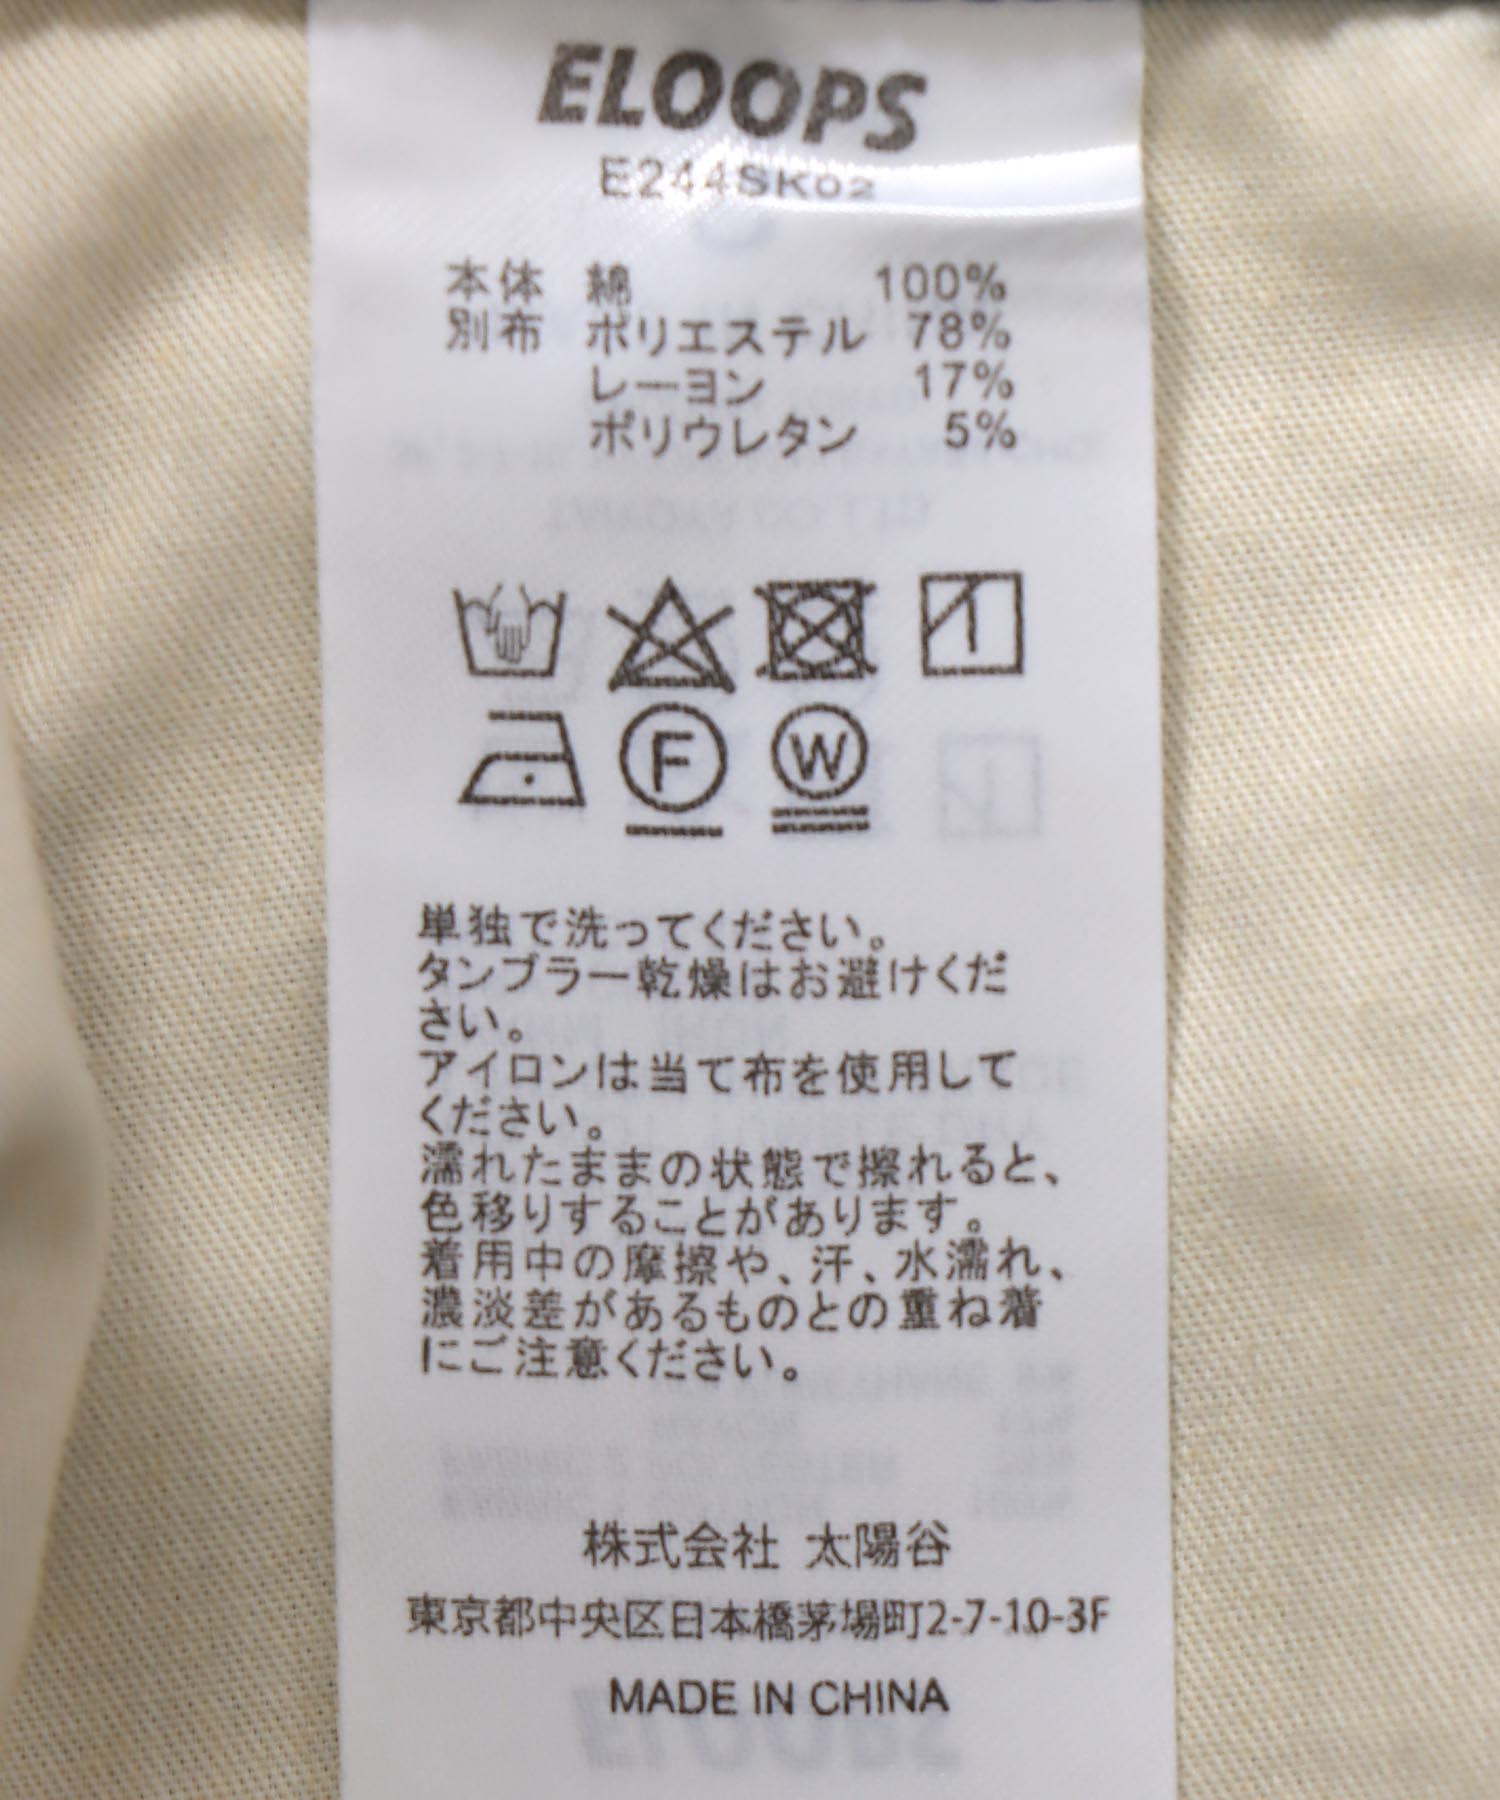 ELOOPS
E244SK02
本体 綿 100%
別布 ポリエステル 78%
レーヨン 17%
ポリウレタン 5%
F W
単独で洗ってください。
タンブラー乾燥はお避けくだ
さい。
アイロンは当て布を使用して
ください。
濡れたままの状態で擦れると、
色移りすることがあります。
着用中の摩擦や、汗、水濡れ、
濃淡差があるものとの重ね着
にご注意ください。
株式会社 太陽谷
東京都中央区日本橋茅場町2-7-10-3F
MADE IN CHINA